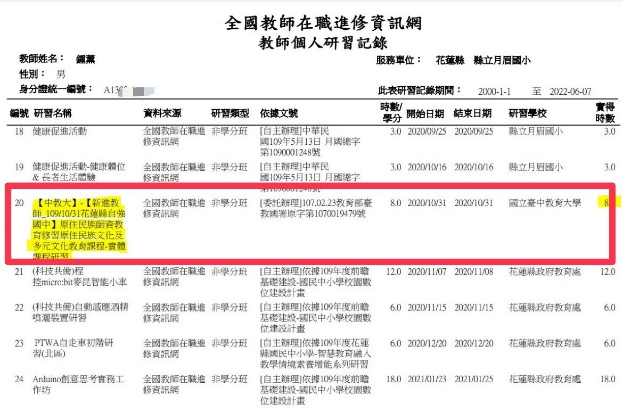 全國教師在職進修資訊網
教師個人研習記錄
教師姓名： 鍾薰 服務單位： 花蓮縣 縣立月眉國小
性別： 男
身分證統一編號： 此表研習記錄期間： 2000-1-1 至 2022-06-07
編號 研習名稱 資料來源 研習類型 依據文號 時數/學分 開始日期 結束日期 研習學校 實得時數
18 健康促進活動 全國教師在職進 非學分班 [自主辦理]中華民 3.0 2020/09/25 2020/09/25 縣立月眉國小 3.0
修資訊網 國109年5月13日 月國總字
第1090001248號
19 健康促進活動-健康體位 全國教師在職進 非學分班 [自主辦理]中華民 3.0 2020/10/16 2020/10/16 縣立月眉國小 3.0
& 長者生活體驗 修資訊網 國109年5月13日 月國總字
第1090001248號
20 【中教大】-【新進教 全國教師在職進 非學分班 [委託辦理]107.02.23教育部臺 8.0 2020/10/31 2020/10/31 國立臺中教育大學
師_109/10/31花蓮縣自強 修資訊網 教國署原字第1070019479號
國中】原住民族師資教
育修習原住民族文化及
多元文化教育課程-實體
課程研習
21 (科技共備)程 全國教師在職進 非學分班 [自主辦理]依據109年度前瞻 12.0 2020/11/07 2020/11/08 花蓮縣政府教育處 12.0
控micro:bit麥昆智能小車 修資訊網 基礎建設-國民中小學校園數
位建設計畫
22 (科技共備)自動感應酒精 全國教師在職進 非學分班 [自主辦理]依據109年度前瞻 6.0 2020/11/15 2020/11/15 花蓮縣政府教育處 6.0
噴灑裝置研習 修資訊網 基礎建設-國民中小學校園數
位建設計畫
23 PTWA自走車初階研 全國教師在職進 非學分班 [自主辦理]依據109年度花蓮 6.0 2020/12/20 2020/12/20 花蓮縣政府教育處 6.0
習(北區) 修資訊網 縣國民中小學-智慧教育融入
教學情境素養增能系列研習
24 Arduino創意思考實務工 全國教師在職進 非學分班 [自主辦理]依據109年度前瞻 18.0 2021/01/23 2021/01/25 花蓮縣政府教育處 18.0
作坊 修資訊網 基礎建設-國民中小學校園數
位建設計畫